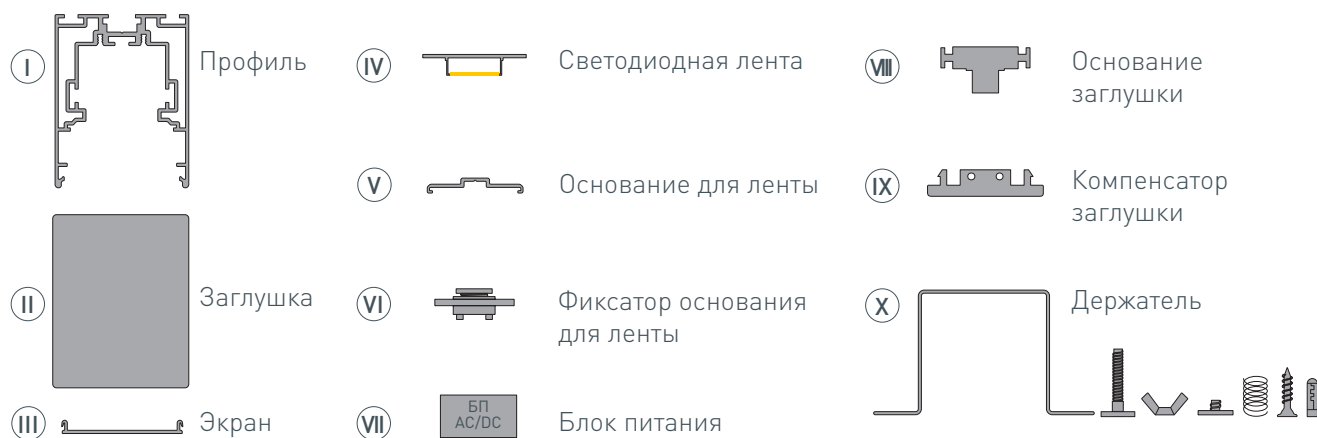 I
Профиль
II
Заглушка
III
Экран
IV
Светодиодная лента
V
Основание для ленты
VI
Фиксатор основания
для ленты
VII
БП
AC/DC
Блок питания
VIII
Основание
заглушки
IX
Компенсатор
заглушки
X
Держатель